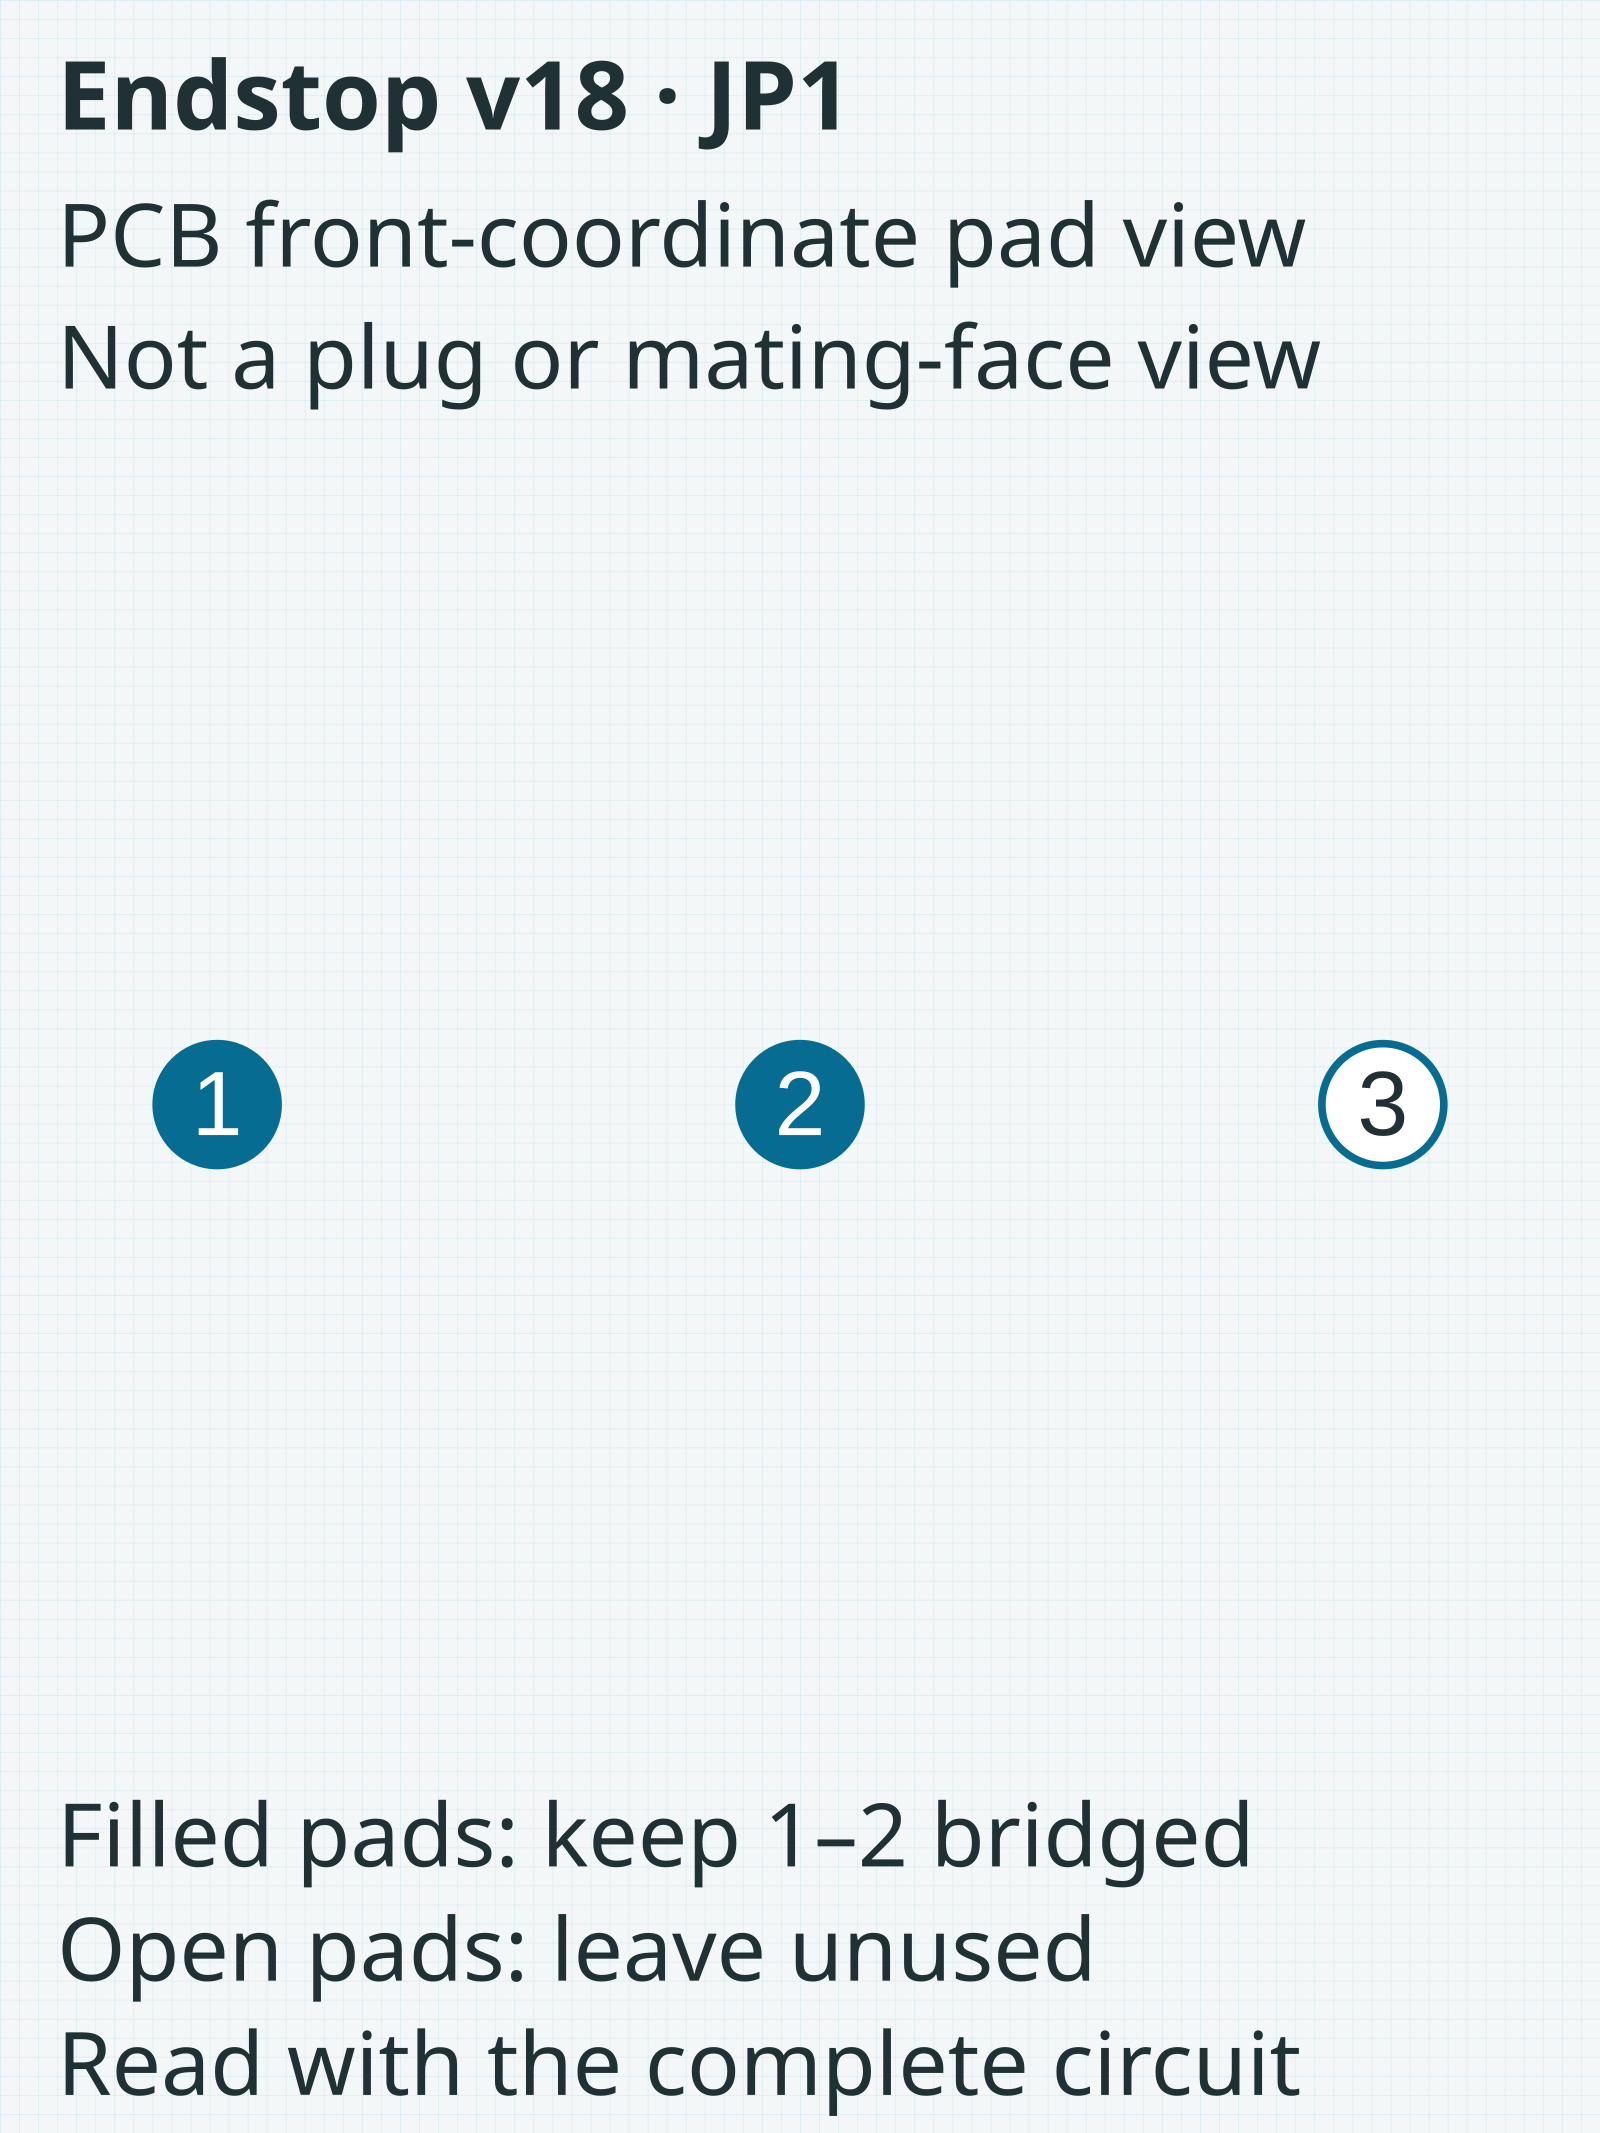 Endstop v18 · JP1
PCB front-coordinate pad view
Not a plug or mating-face view
1 2 3
Filled pads: keep 1–2 bridged
Open pads: leave unused
Read with the complete circuit